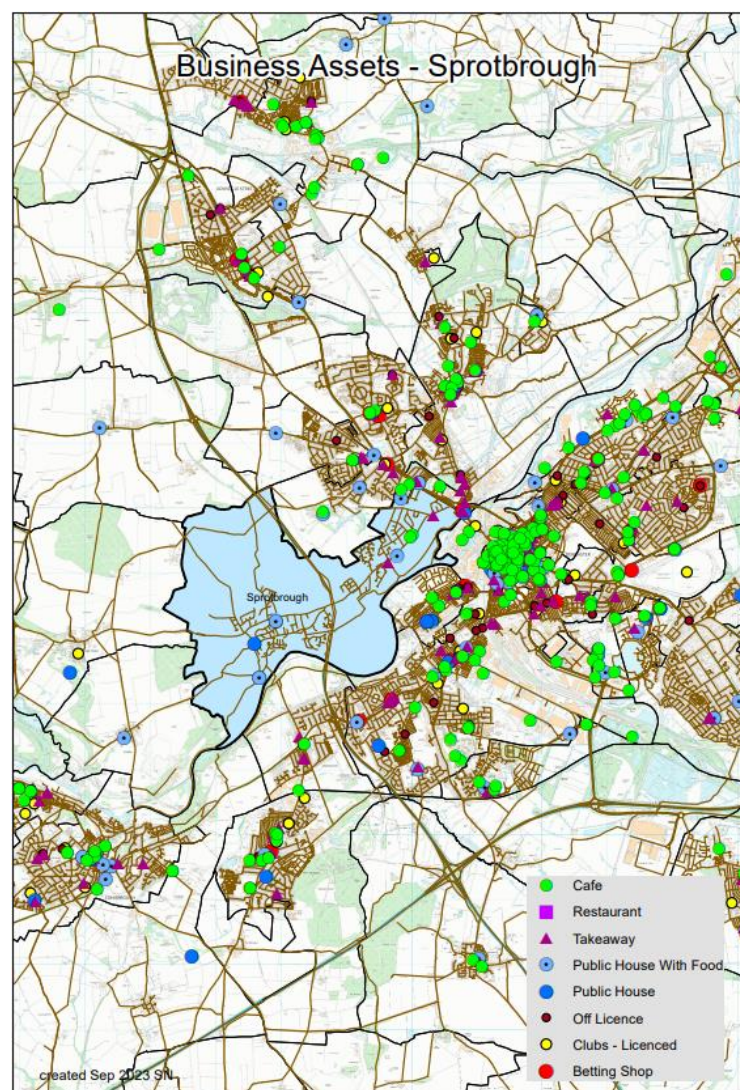 Business Assets - Sprotbrough
Sprotbrough
Cafe
Restaurant
Takeaway
Public House With Food
Public House
Off Licence
Clubs - Licenced
Betting Shop
created Sep 2023 SN